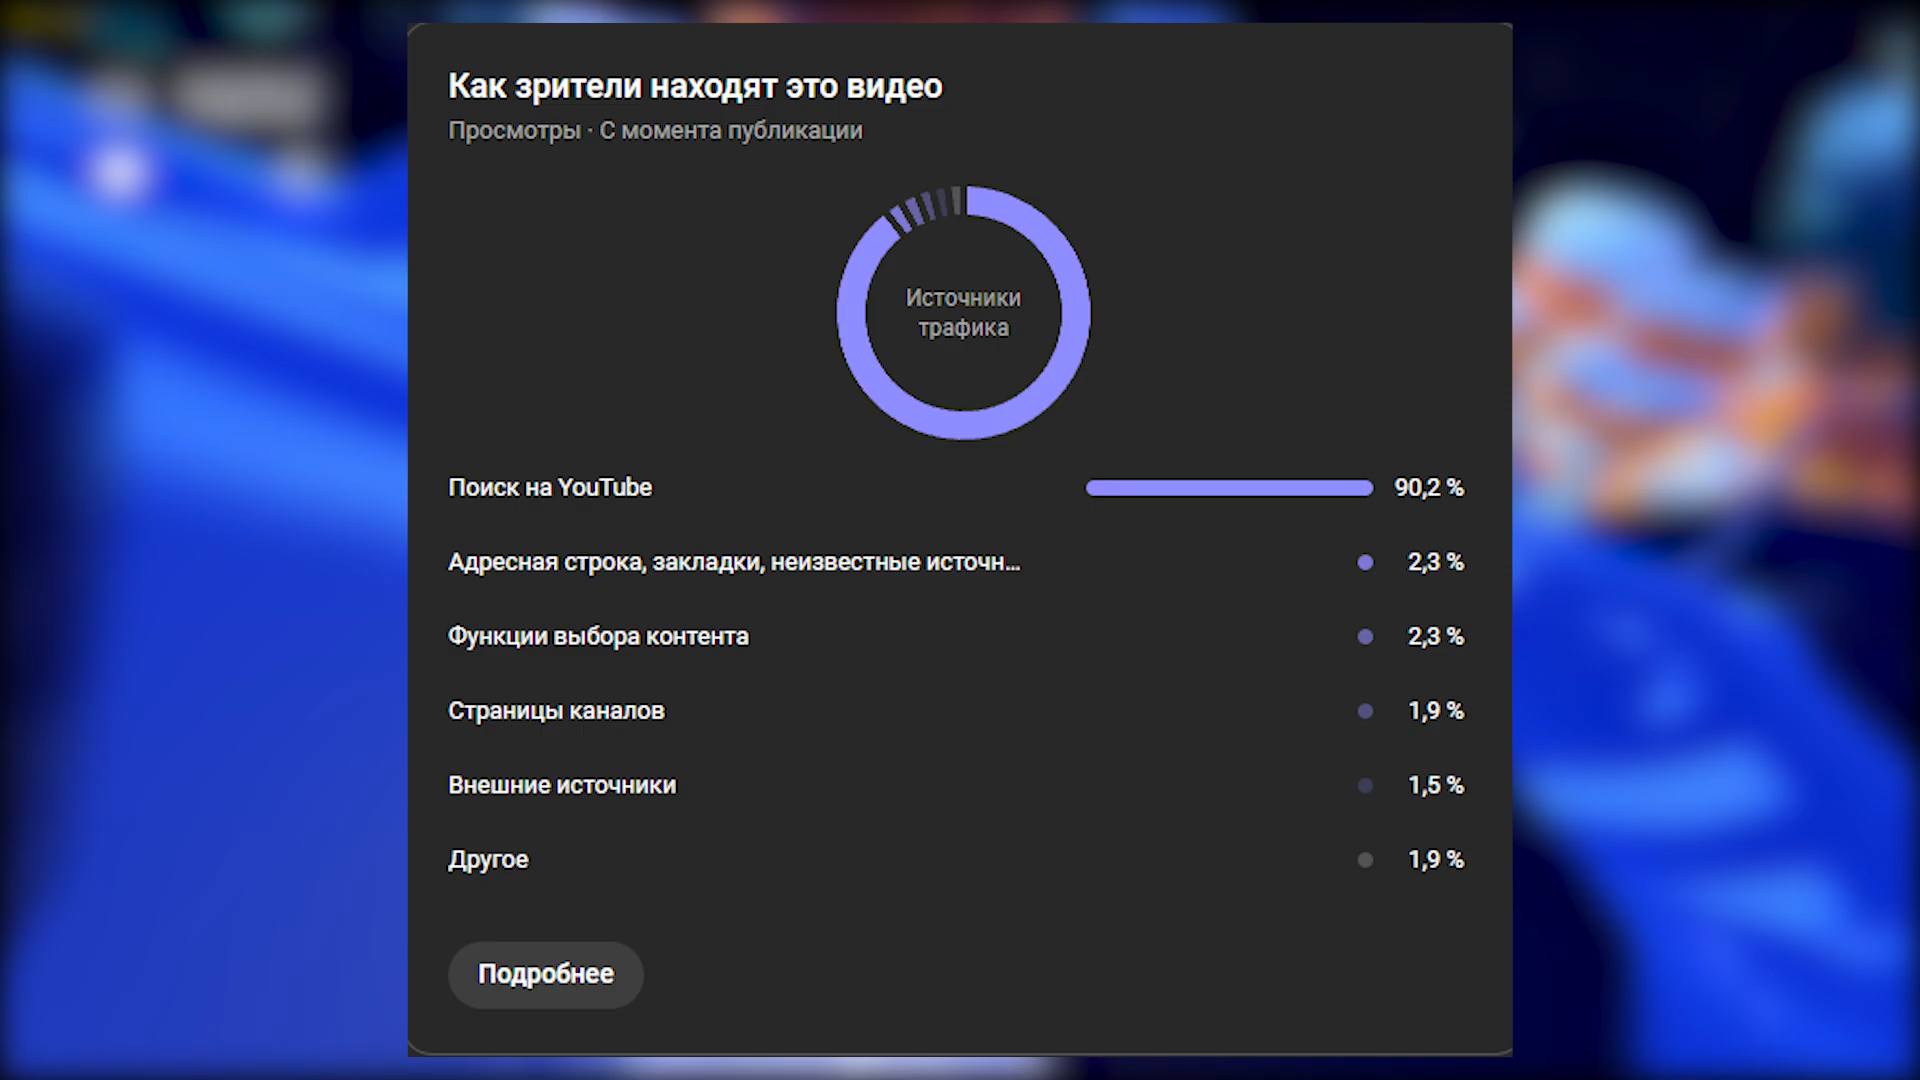 Как зрители находят это видео
Просмотры · С момента публикации
Источники
трафика
Поиск на YouTube 90,2 %
Адресная строка, закладки, неизвестные источн... 2,3 %
Функции выбора контента 2,3 %
Страницы каналов 1,9 %
Внешние источники 1,5 %
Другое 1,9 %
Подробнее